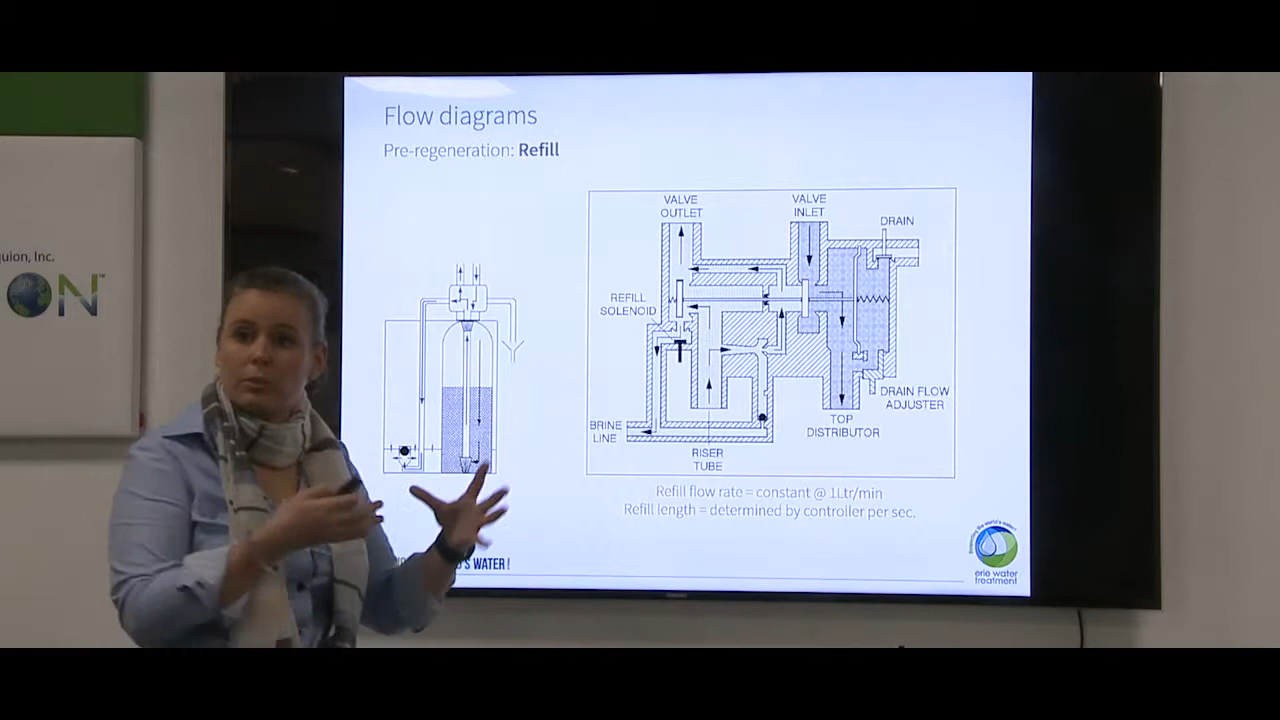 Flow diagrams
Pre-regeneration: Refill
VALVE
OUTLET
VALVE
INLET
DRAIN
REFILL
SOLENOID
DRAIN FLOW
ADJUSTER
TOP
DISTRIBUTOR
BRINE
LINE
RISER
TUBE
Refill flow rate = constant @ 1Ltr/min
Refill length = determined by controller per sec.
'S WATER!
erie water
treatment
quion, Inc.
ON™